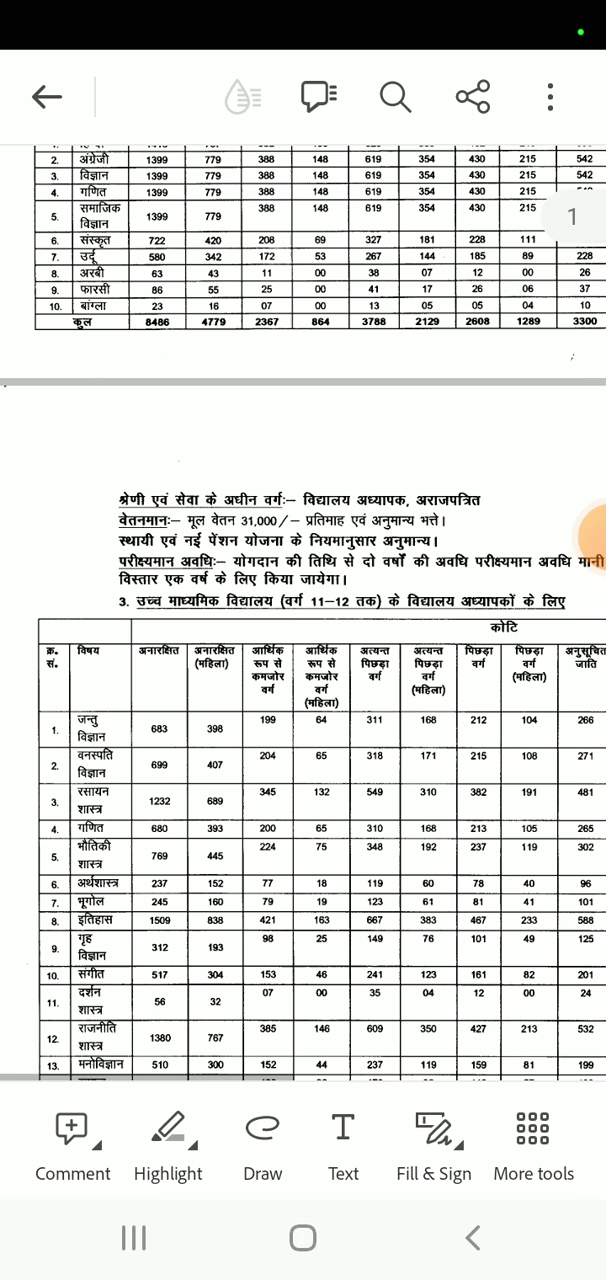 2. अंग्रेजी 1399 779 388 148 619 354 430 215 542
3. विज्ञान 1399 779 388 148 619 354 430 215 542
4. गणित 1399 779 388 148 619 354 430 215
5. समाजिक विज्ञान 1399 779 388 148 619 354 430 215
1
6. संस्कृत 722 420 208 69 327 181 228 111
7. उर्दू 580 342 172 53 267 144 185 89 228
8. अरबी 63 43 11 00 38 07 12 00 26
9. फारसी 86 55 25 00 41 17 26 06 37
10. बांग्ला 23 16 07 00 13 05 05 04 10
कुल 8486 4779 2367 864 3788 2129 2608 1289 3300
श्रेणी एवं सेवा के अधीन वर्गः– विद्यालय अध्यापक, अराजपत्रित
वेतनमानः– मूल वेतन 31,000/– प्रतिमाह एवं अनुमान्य भत्ते।
स्थायी एवं नई पेंशन योजना के नियमानुसार अनुमान्य।
परीक्ष्यमान अवधिः– योगदान की तिथि से दो वर्षों की अवधि परीक्ष्यमान अवधि मानी
विस्तार एक वर्ष के लिए किया जायेगा।
3. उच्च माध्यमिक विद्यालय (वर्ग 11–12 तक) के विद्यालय अध्यापकों के लिए
कोटि
क्र. सं. विषय अनारक्षित अनारक्षित (महिला) आर्थिक रूप से कमजोर वर्ग आर्थिक रूप से कमजोर वर्ग (महिला) अत्यन्त पिछड़ा वर्ग अत्यन्त पिछड़ा वर्ग (महिला) पिछड़ा वर्ग पिछड़ा वर्ग (महिला) अनुसूचित जाति
1. जन्तु विज्ञान 683 398 199 64 311 168 212 104 266
2. वनस्पति विज्ञान 699 407 204 65 318 171 215 108 271
3. रसायन शास्त्र 1232 689 345 132 549 310 382 191 481
4. गणित 680 393 200 65 310 168 213 105 265
5. भौतिकी शास्त्र 769 445 224 75 348 192 237 119 302
6. अर्थशास्त्र 237 152 77 18 119 60 78 40 96
7. भूगोल 245 160 79 19 123 61 81 41 101
8. इतिहास 1509 838 421 163 667 383 467 233 588
9. गृह विज्ञान 312 193 98 25 149 76 101 49 125
10. संगीत 517 304 153 46 241 123 161 82 201
11. दर्शन शास्त्र 56 32 07 00 35 04 12 00 24
12. राजनीति शास्त्र 1380 767 385 146 609 350 427 213 532
13. मनोविज्ञान 510 300 152 44 237 119 159 81 199
Comment Highlight Draw Text Fill & Sign More tools